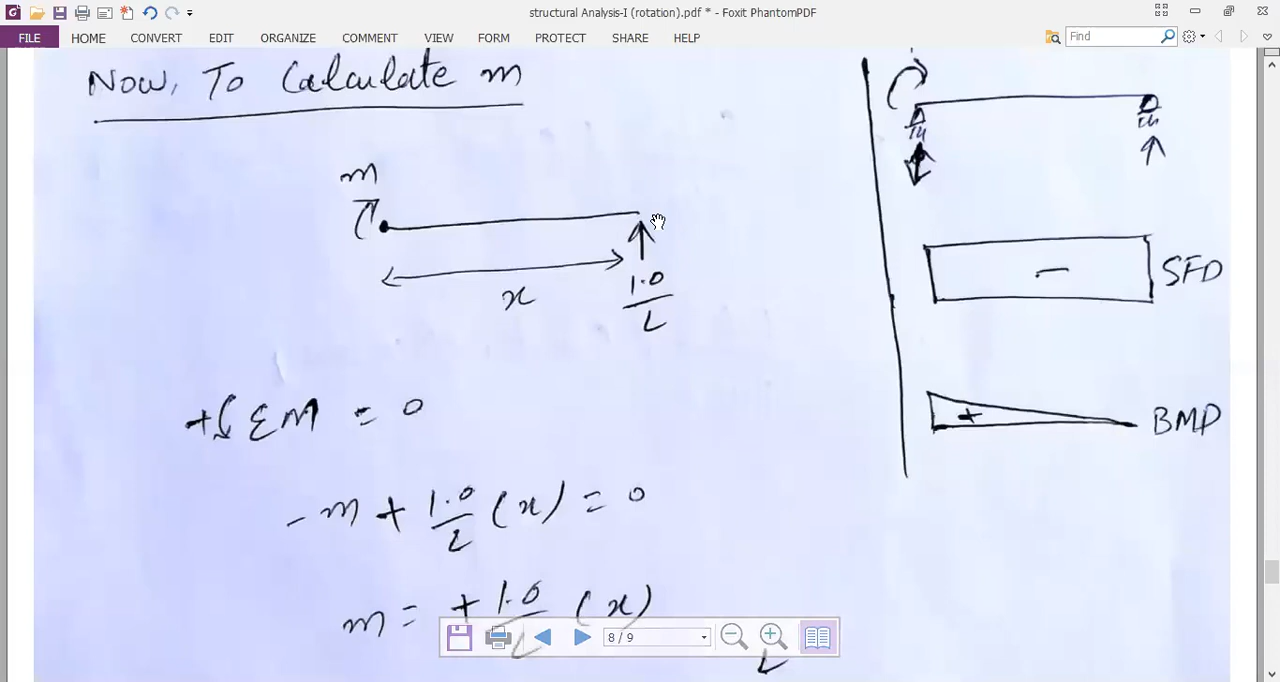 structural Analysis-I (rotation).pdf * - Foxit PhantomPDF
FILE HOME CONVERT EDIT ORGANIZE COMMENT VIEW FORM PROTECT SHARE HELP
Find
Now, To Calculate m
m
x
1.0
L
+ ΣM = 0
- m + 1.0/L (x) = 0
m = + 1.0/L (x)
L
-
SFD
+
BMD
8 / 9